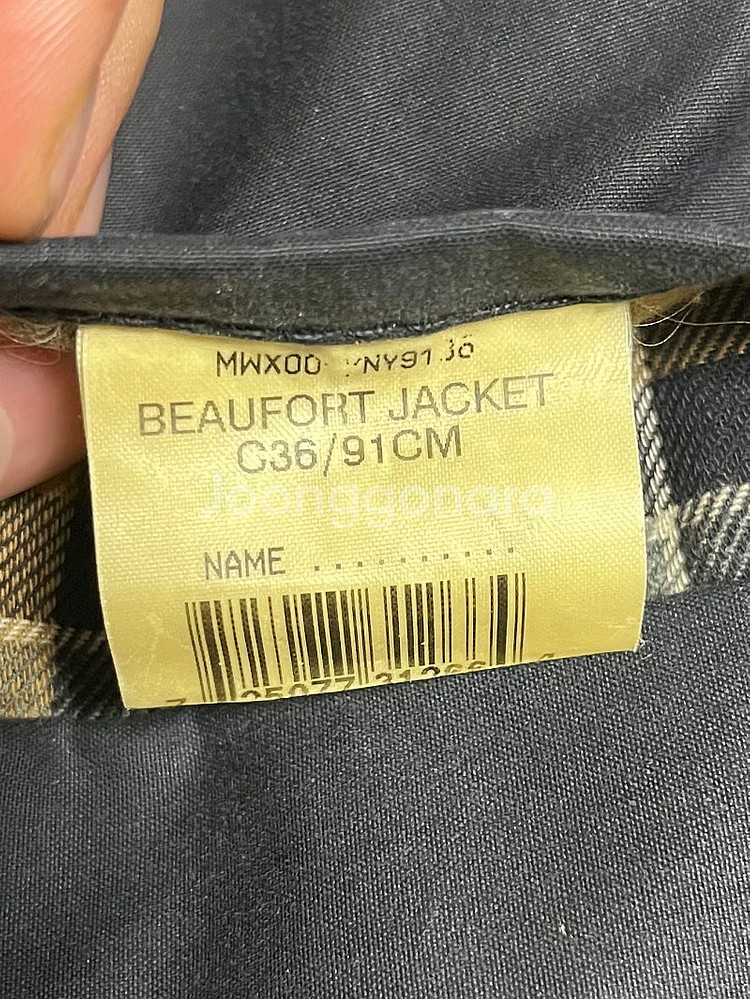 BEAUFORT JACKET
C36/91CM
Joonggonara
NAME ..........